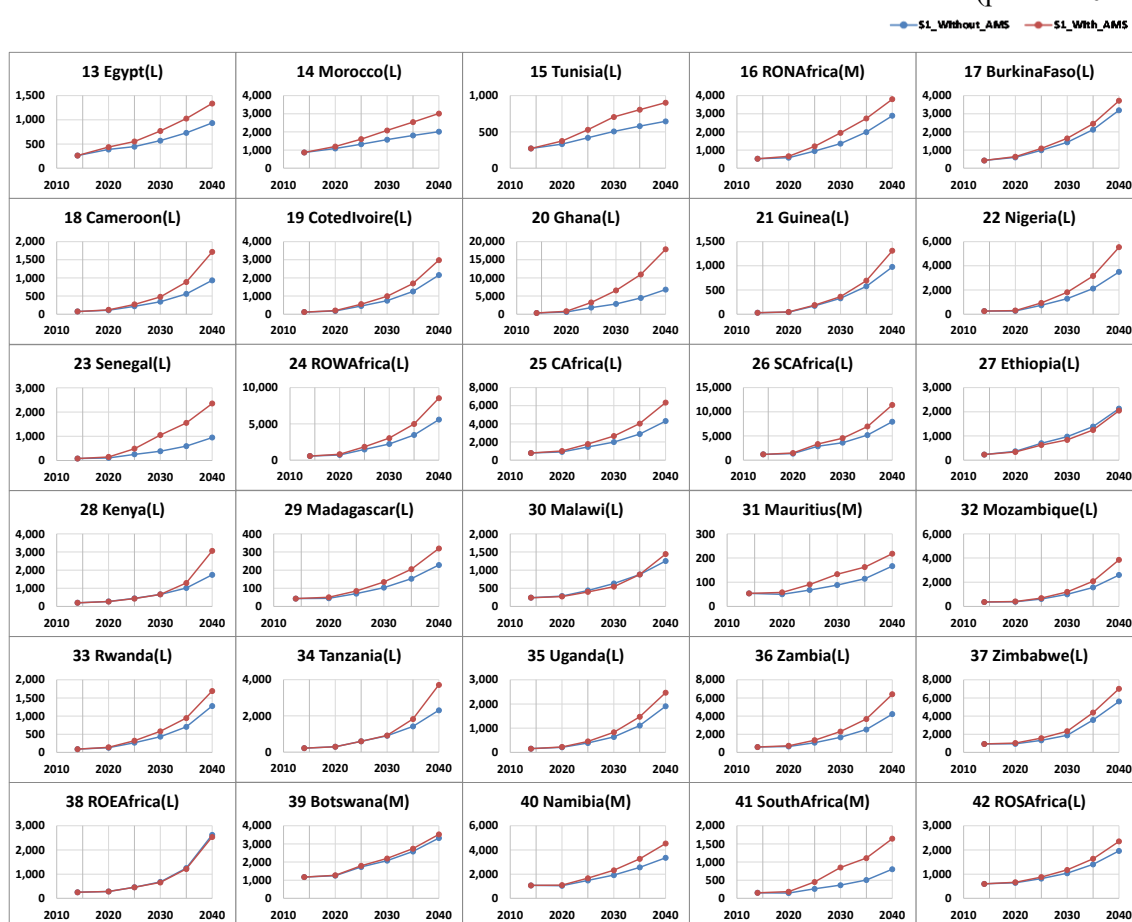 S1_Without_AMS S1_With_AMS
13 Egypt(L) 14 Morocco(L) 15 Tunisia(L) 16 RONAfrica(M) 17 BurkinaFaso(L)
1,500 4,000 1,000 4,000 4,000
1,000 3,000 500 3,000 3,000
500 2,000 0 2,000 2,000
0 1,000 1,000 1,000
0 0 0
2010 2020 2030 2040 2010 2020 2030 2040 2010 2020 2030 2040 2010 2020 2030 2040 2010 2020 2030 2040
18 Cameroon(L) 19 CotedIvoire(L) 20 Ghana(L) 21 Guinea(L) 22 Nigeria(L)
2,000 4,000 20,000 1,500 6,000
1,500 3,000 15,000 1,000 4,000
1,000 2,000 10,000 500 2,000
500 1,000 5,000 0 0
0 0 0
2010 2020 2030 2040 2010 2020 2030 2040 2010 2020 2030 2040 2010 2020 2030 2040 2010 2020 2030 2040
23 Senegal(L) 24 ROWAfrica(L) 25 CAfrica(L) 26 SCAfrica(L) 27 Ethiopia(L)
3,000 10,000 8,000 15,000 3,000
2,000 5,000 6,000 10,000 2,000
1,000 0 4,000 5,000 1,000
0 2,000 0 0
0
2010 2020 2030 2040 2010 2020 2030 2040 2010 2020 2030 2040 2010 2020 2030 2040 2010 2020 2030 2040
28 Kenya(L) 29 Madagascar(L) 30 Malawi(L) 31 Mauritius(M) 32 Mozambique(L)
4,000 400 2,000 300 6,000
3,000 300 1,500 200 4,000
2,000 200 1,000 100 2,000
1,000 100 500 0 0
0 0 0
2010 2020 2030 2040 2010 2020 2030 2040 2010 2020 2030 2040 2010 2020 2030 2040 2010 2020 2030 2040
33 Rwanda(L) 34 Tanzania(L) 35 Uganda(L) 36 Zambia(L) 37 Zimbabwe(L)
2,000 4,000 3,000 8,000 8,000
1,500 2,000 2,000 6,000 6,000
1,000 0 1,000 4,000 4,000
500 0 2,000 2,000
0 0 0
2010 2020 2030 2040 2010 2020 2030 2040 2010 2020 2030 2040 2010 2020 2030 2040 2010 2020 2030 2040
38 ROEAfrica(L) 39 Botswana(M) 40 Namibia(M) 41 SouthAfrica(M) 42 ROSAfrica(L)
3,000 4,000 6,000 2,000 3,000
2,000 3,000 4,000 1,500 2,000
1,000 2,000 2,000 1,000 1,000
0 1,000 0 500 0
0 0
2010 2020 2030 2040 2010 2020 2030 2040 2010 2020 2030 2040 2010 2020 2030 2040 2010 2020 2030 2040